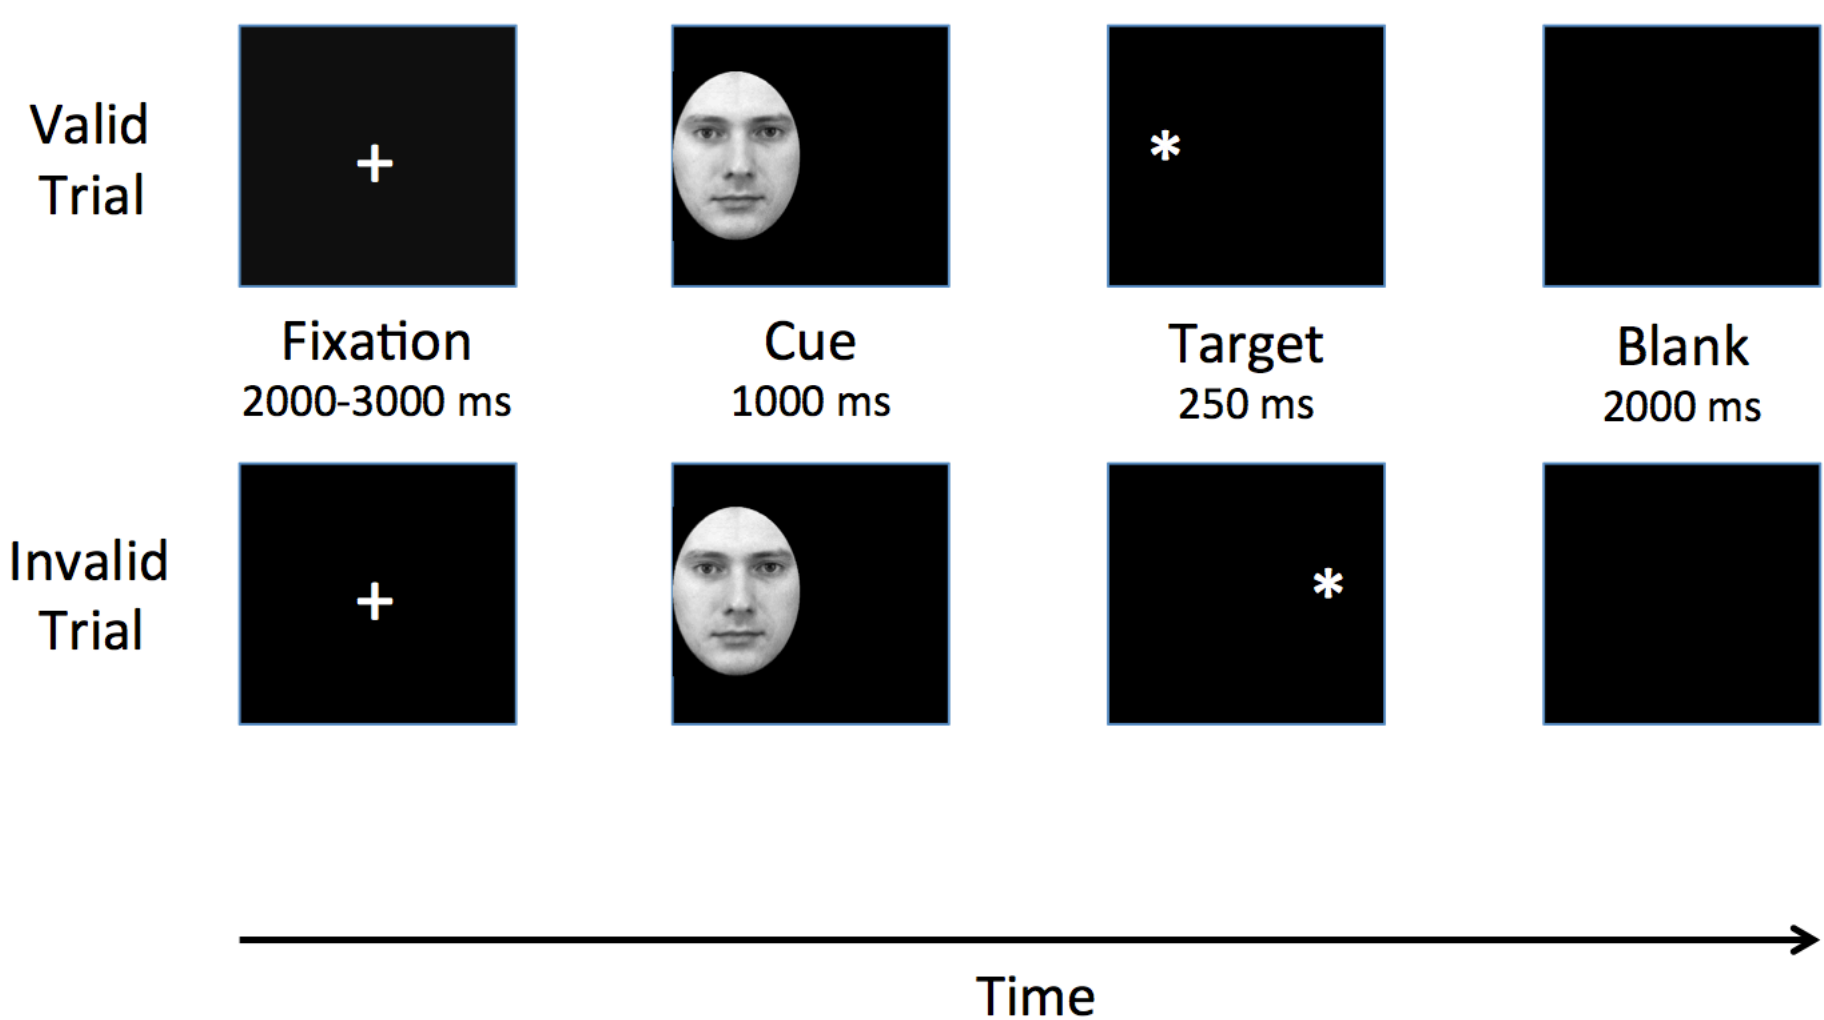 Valid
Trial
+
*
Fixation
2000-3000 ms
Cue
1000 ms
Target
250 ms
Blank
2000 ms
Invalid
Trial
+
*
Time